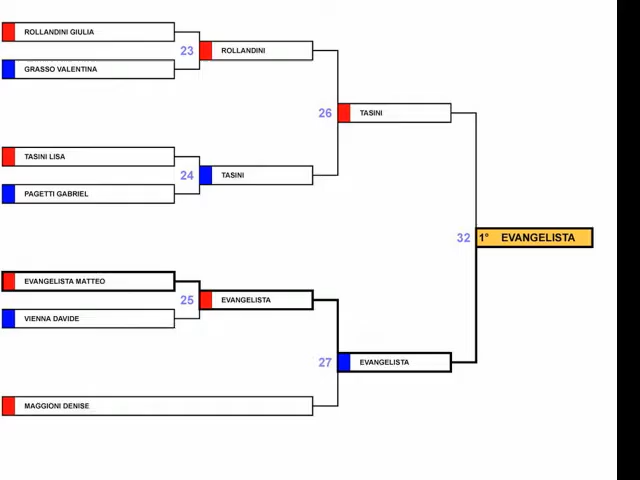 ROLLANDINI GIULIA
23
ROLLANDINI
GRASSO VALENTINA
26
TASINI
TASINI LISA
24
TASINI
PAGETTI GABRIEL
32
1° EVANGELISTA
EVANGELISTA MATTEO
25
EVANGELISTA
VIENNA DAVIDE
27
EVANGELISTA
MAGGIONI DENISE